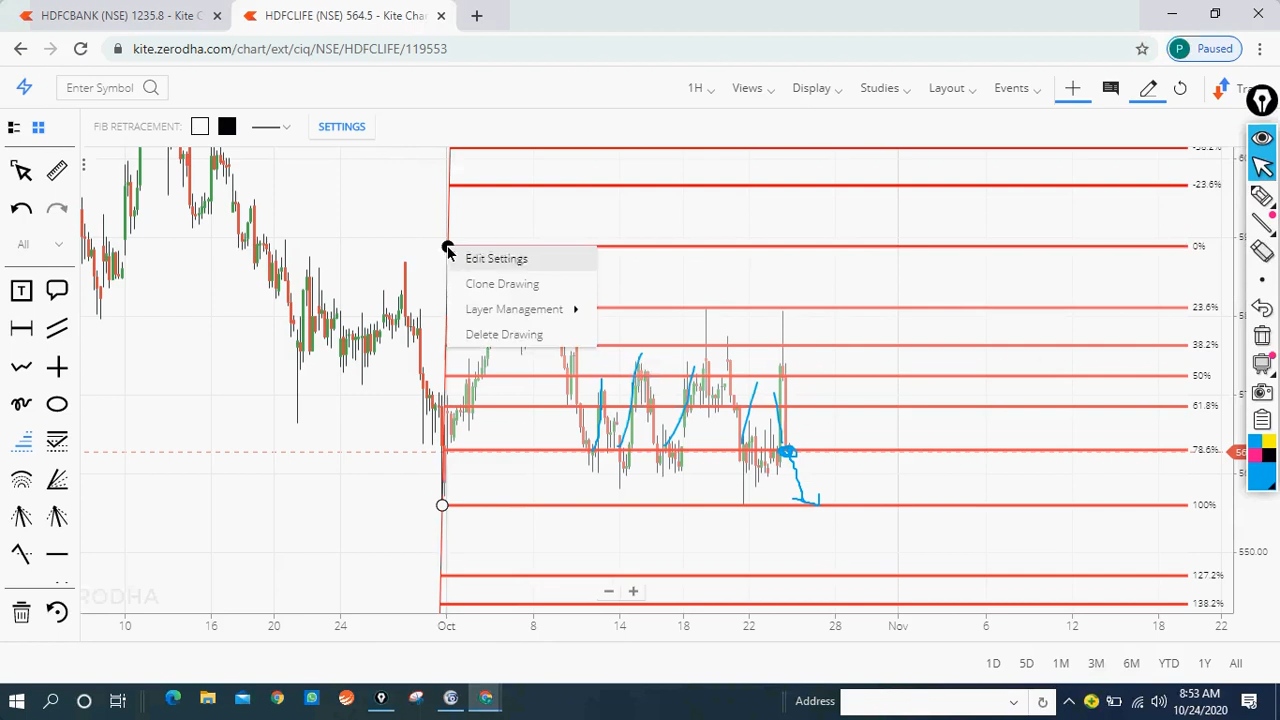 HDFCBANK (NSE) 1235.8 - Kite C
HDFCLIFE (NSE) 564.5 - Kite Char
kite.zerodha.com/chart/ext/ciq/NSE/HDFCLIFE/119553
P Paused
Enter Symbol
1H Views Display Studies Layout Events
FIB RETRACEMENT: SETTINGS
All
T
-23.6%
0%
Edit Settings
Clone Drawing
Layer Management
Delete Drawing
23.6%
38.2%
50%
61.8%
78.6%
56
100%
550.00
127.2%
138.2%
10 16 20 24 Oct 8 14 18 22 28 Nov 6 12 18 22
1D 5D 1M 3M 6M YTD 1Y All
Address
8:53 AM
10/24/2020